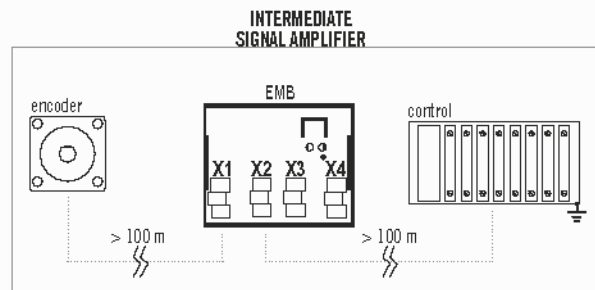 INTERMEDIATE
SIGNAL AMPLIFIER
encoder
EMB
control
X1 X2 X3 X4
> 100 m
> 100 m